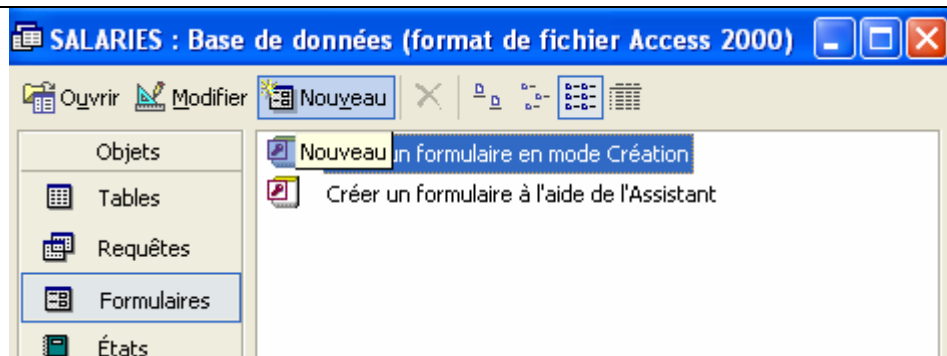 SALARIES : Base de données (format de fichier Access 2000)
Ouvrir Modifier Nouveau
Objets
Nouveau un formulaire en mode Création
Tables
Créer un formulaire à l'aide de l'Assistant
Requêtes
Formulaires
États